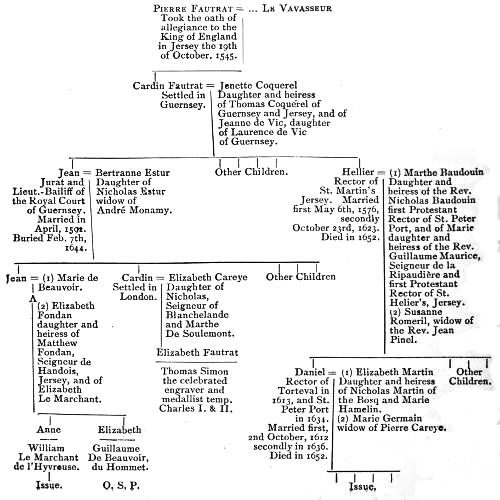 PIERRE FAUTRAT = ... LE VAVASSEUR
Took the oath of
allegiance to the
King of England
in Jersey the 19th
of October, 1545.
Cardin Fautrat = Jenette Coquerel
Settled in
Guernsey.
Daughter and heiress
of Thomas Coquerel of
Guernsey and Jersey, and of
Jeanne de Vic, daughter
of Laurence de Vic
of Guernsey.
Jean = Bertranne Estur
Jurat and
Lieut.-Bailiff of
the Royal Court
of Guernsey.
Married in
April, 1592.
Buried Feb. 7th,
1644.
Daughter of
Nicholas Estur
widow of
André Monamy.
Other Children.
Hellier = (1) Marthe Baudouin
Rector of
St. Martin's
Jersey. Married
first May 6th, 1576,
secondly
October 23rd, 1623.
Died in 1652.
Daughter and
heiress of the Rev.
Nicholas Baudouin
first Protestant
Rector of St. Peter
Port, and of Marie
daughter and
heiress of the Rev.
Guillaume Maurice,
Seigneur de la
Ripaudière and
first Protestant
Rector of St.
Helier's, Jersey.
(2) Susanne
Romeril, widow of
the Rev. Jean
Pinel.
Jean = (1) Marie de
Beauvoir.
(2) Elizabeth
Fondan
daughter and
heiress of
Matthew
Fondan,
Seigneur de
Handois,
Jersey, and of
Elizabeth
Le Marchant.
Cardin = Elizabeth Careye
Settled in
London.
Daughter of
Nicholas,
Seigneur of
Blanchelande
and Marthe
De Soulemont.
Other Children
Elizabeth Fautrat
Thomas Simon
the celebrated
engraver and
medallist temp.
Charles I. & II.
Daniel = (1) Elizabeth Martin
Rector of
Torteval in
1613, and St.
Peter Port
in 1634.
Married first,
2nd October, 1612
secondly in 1636.
Died in 1652.
Daughter and heiress
of Nicholas Martin of
the Bosq and Marie
Hamelin.
(2) Marie Germain
widow of Pierre Careye.
Other
Children.
Anne
William
Le Marchant
de l'Hyvreuse.
Issue.
Elizabeth
Guillaume
De Beauvoir,
du Hommet.
O, S, P.
Issue,